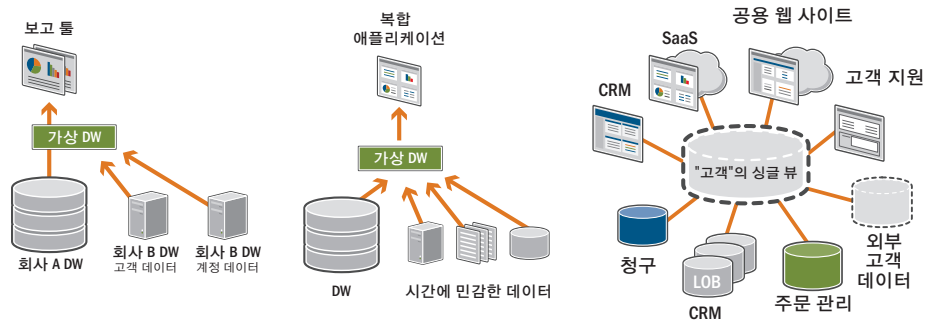 보고 툴
가상 DW
회사 A DW
회사 B DW
고객 데이터
회사 B DW
계정 데이터
복합
애플리케이션
가상 DW
DW
시간에 민감한 데이터
공용 웹 사이트
SaaS
CRM
고객 지원
"고객"의 싱글 뷰
청구
LOB
CRM
주문 관리
외부
고객
데이터